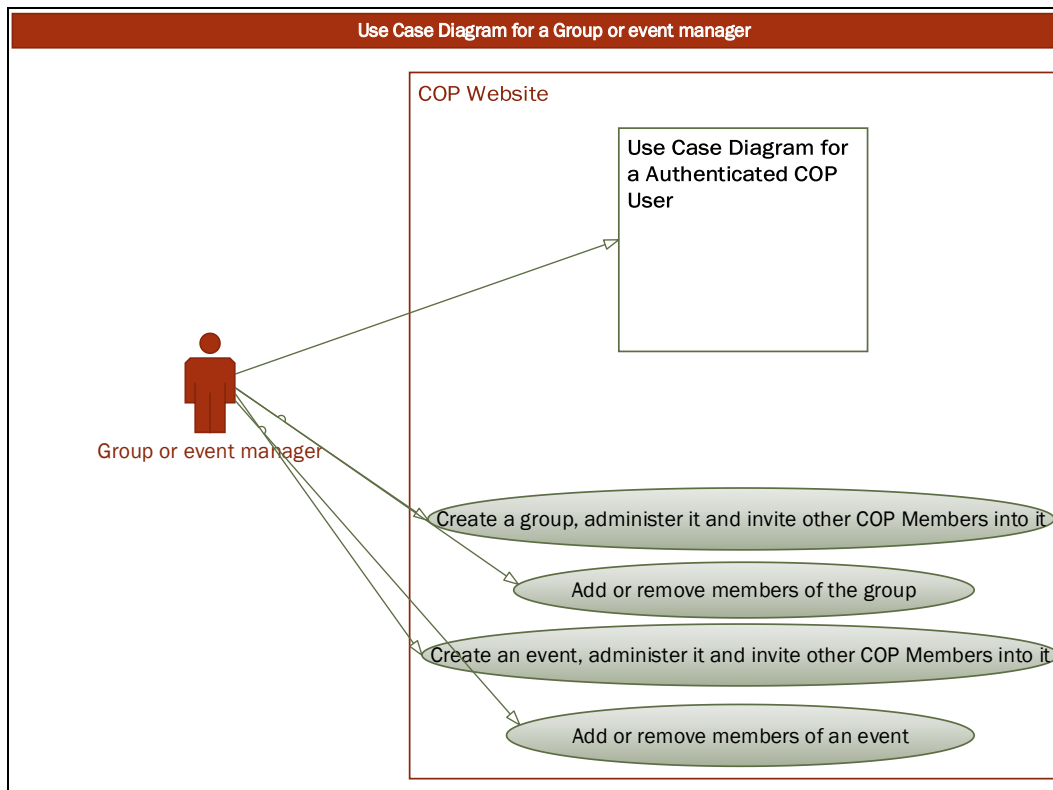 Use Case Diagram for a Group or event manager
COP Website
Use Case Diagram for
a Authenticated COP
User
Group or event manager
Create a group, administer it and invite other COP Members into it
Add or remove members of the group
Create an event, administer it and invite other COP Members into it
Add or remove members of an event